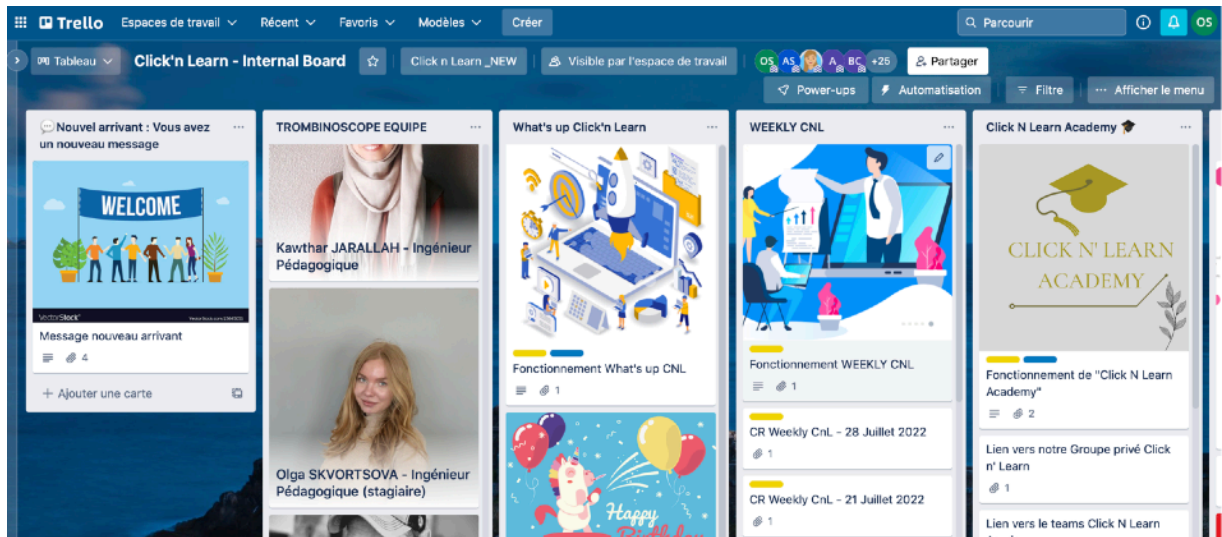 Trello Espaces de travail Récent Favoris Modèles Créer Parcourir OS
Tableau Click'n Learn - Internal Board Click n Learn _NEW Visible par l'espace de travail OS AS A BC +25 Partager
Power-ups Automatisation Filtre Afficher le menu
Nouvel arrivant : Vous avez
un nouveau message
WELCOME
VectorStock
Message nouveau arrivant
4
+ Ajouter une carte
TROMBINOSCOPE EQUIPE
Kawthar JARALLAH - Ingénieur
Pédagogique
Olga SKVORTSOVA - Ingénieur
Pédagogique (stagiaire)
What's up Click'n Learn
Fonctionnement What's up CNL
1
Happy
Birthday
WEEKLY CNL
Fonctionnement WEEKLY CNL
1
CR Weekly CnL - 28 Juillet 2022
1
CR Weekly CnL - 21 Juillet 2022
1
Click N Learn Academy
CLICK N' LEARN
ACADEMY
Fonctionnement de "Click N Learn
Academy"
2
Lien vers notre Groupe privé Click
n' Learn
1
Lien vers le teams Click N Learn